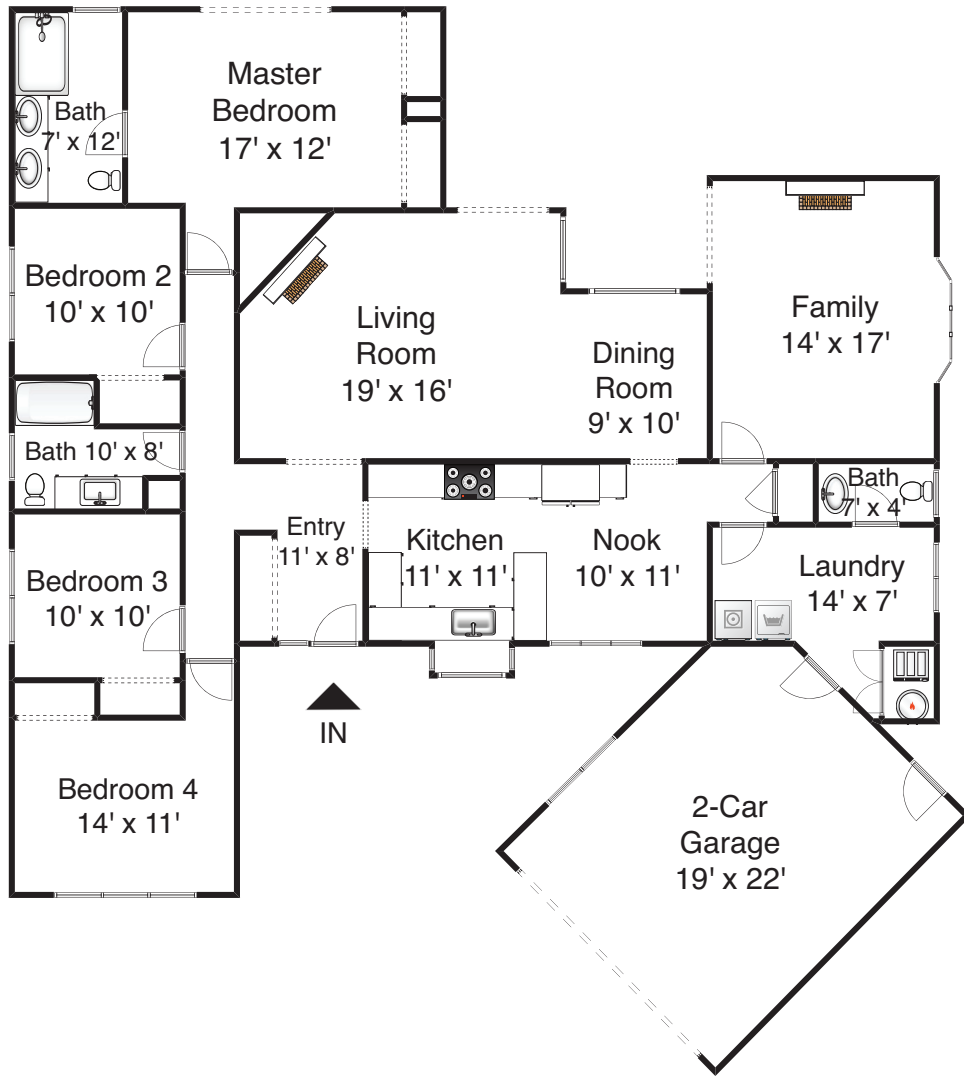 Master
Bedroom
17' x 12'
Bath
7' x 12'
Bedroom 2
10' x 10'
Living
Room
19' x 16'
Dining
Room
9' x 10'
Family
14' x 17'
Bath 10' x 8'
Entry
11' x 8'
Kitchen
11' x 11'
Nook
10' x 11'
Bath
7' x 4'
Laundry
14' x 7'
Bedroom 3
10' x 10'
IN
Bedroom 4
14' x 11'
2-Car
Garage
19' x 22'